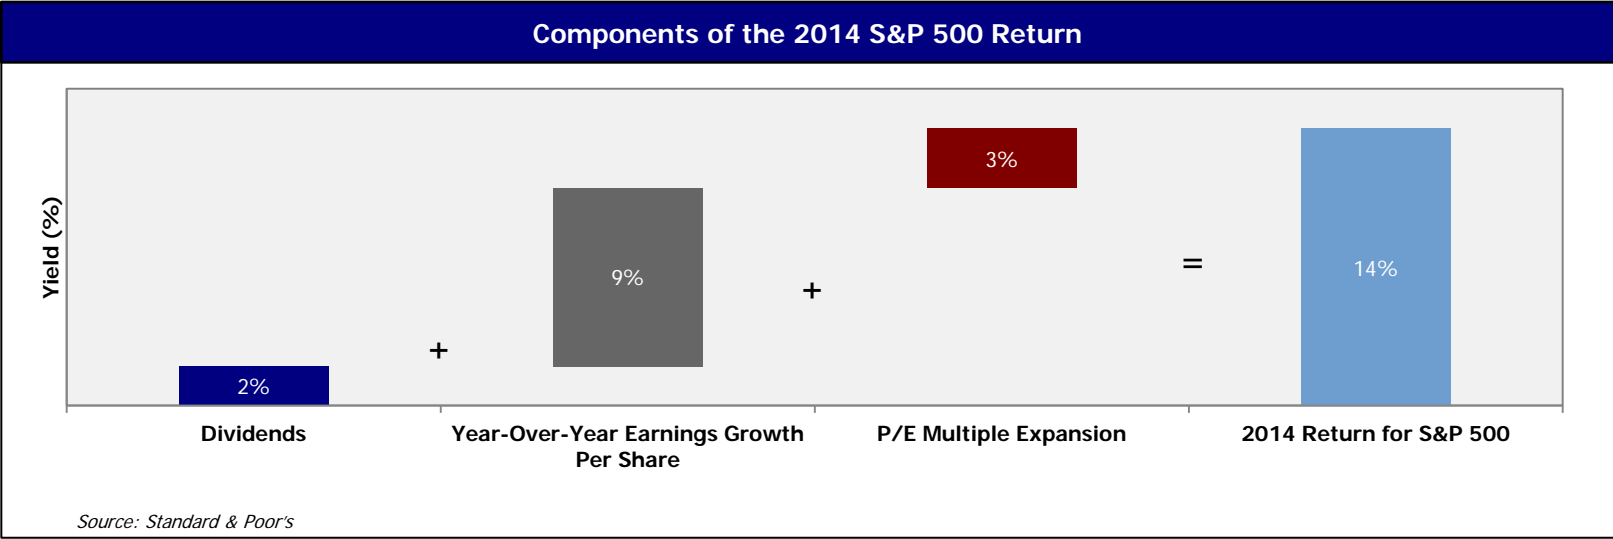 Components of the 2014 S&P 500 Return
Yield (%)
3%
9%
14%
2%
+
+
=
Dividends
Year-Over-Year Earnings Growth
Per Share
P/E Multiple Expansion
2014 Return for S&P 500
Source: Standard & Poor's